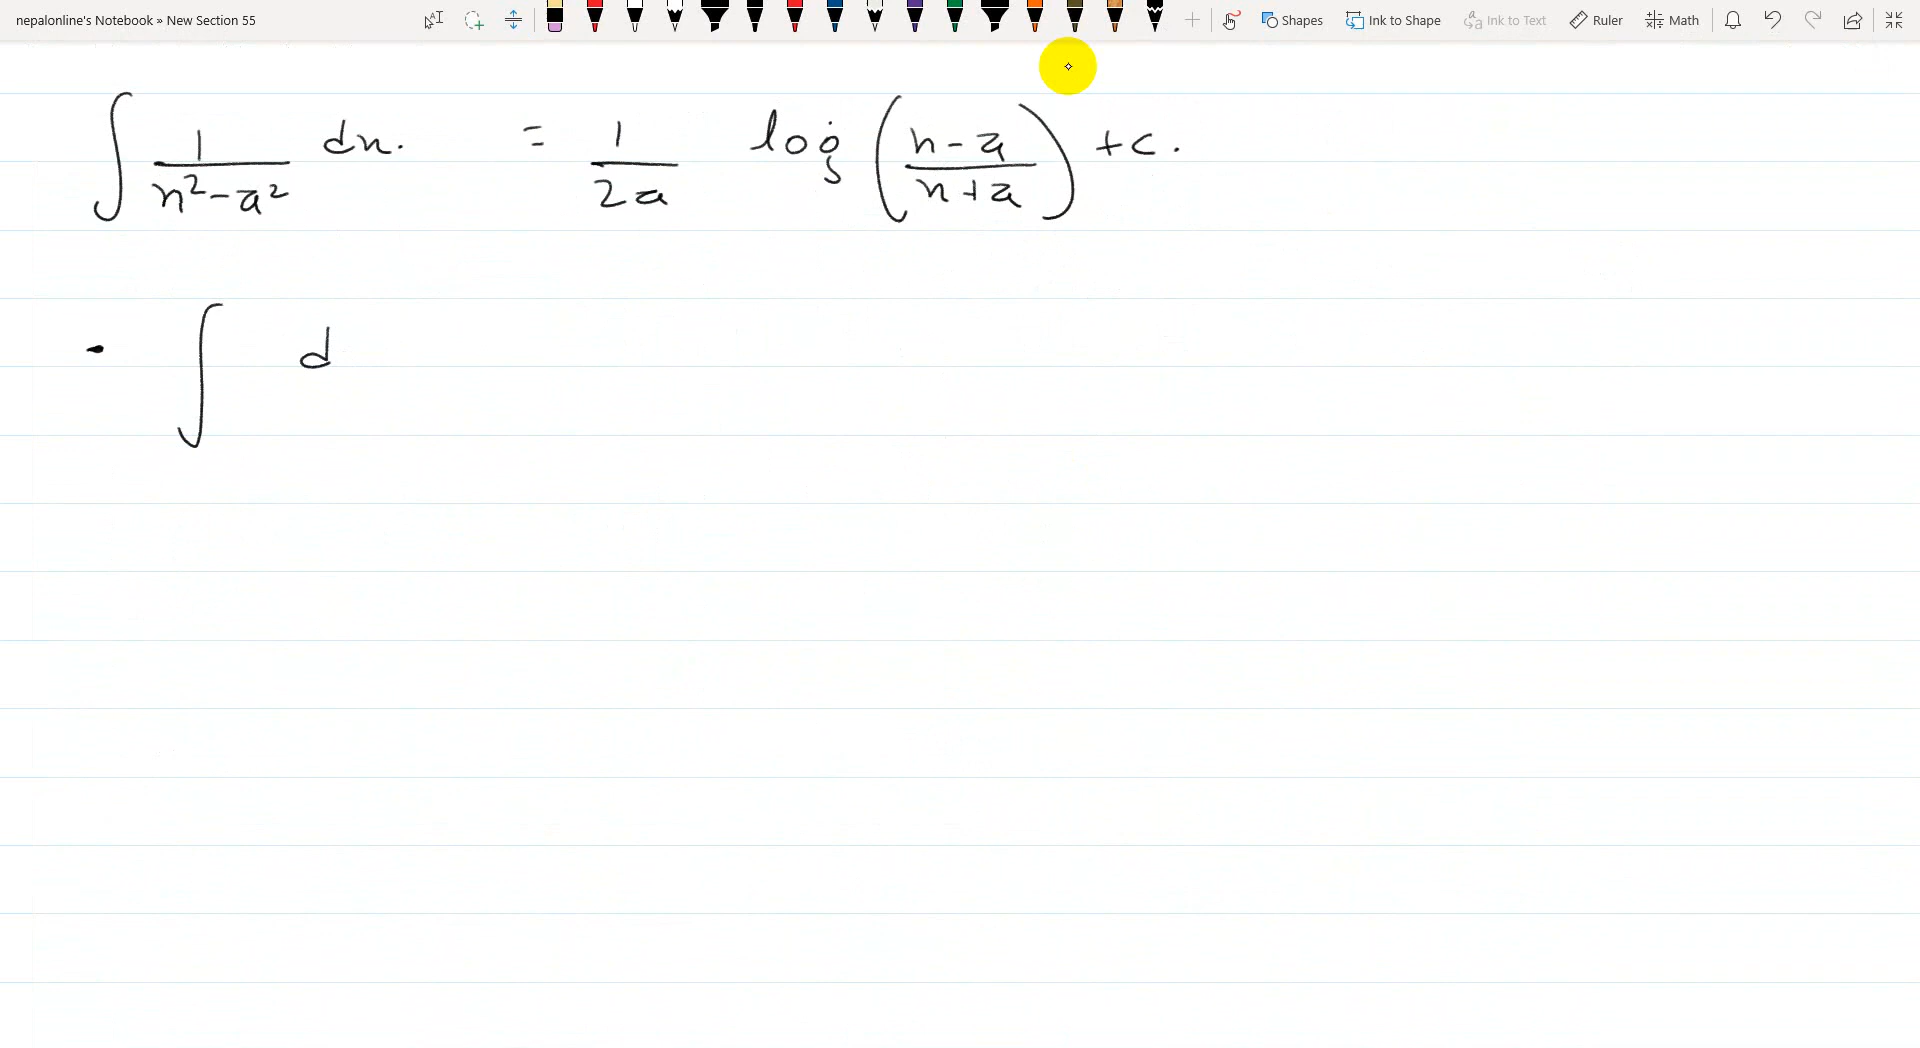 nepalonline's Notebook » New Section 55 Shapes Ink to Shape Ink to Text Ruler Math
∫ 1/(x²-a²) dx. = 1/2a log ((x-a)/(x+a)) +c.
- ∫ d